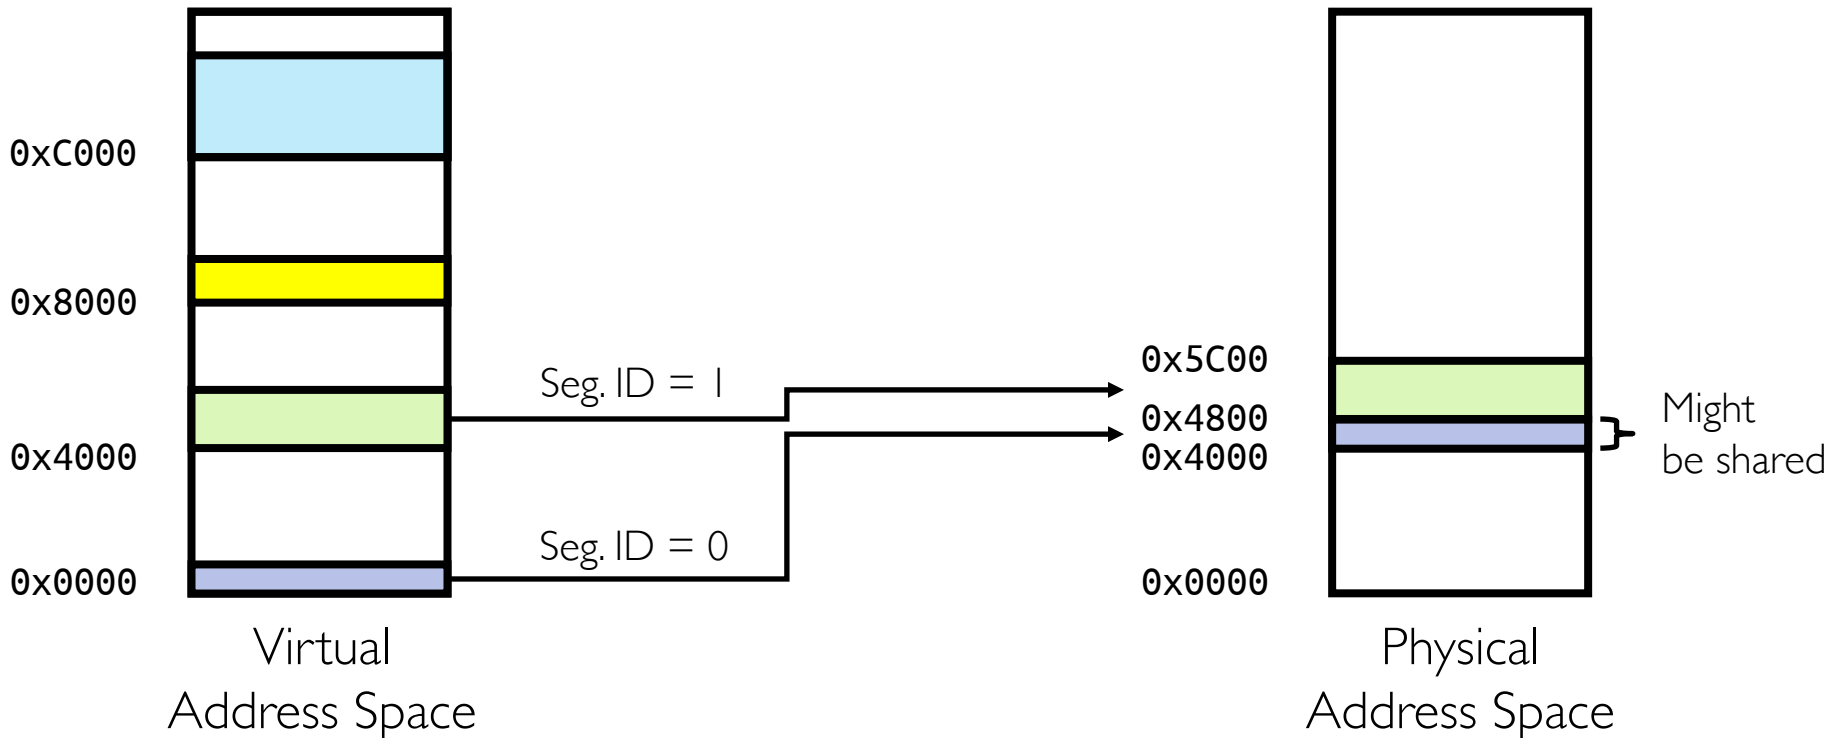 0xC000
0x8000
0x4000
0x0000
Seg. ID = 1
Seg. ID = 0
Virtual
Address Space
0x5C00
0x4800
0x4000
0x0000
Might
be shared
Physical
Address Space